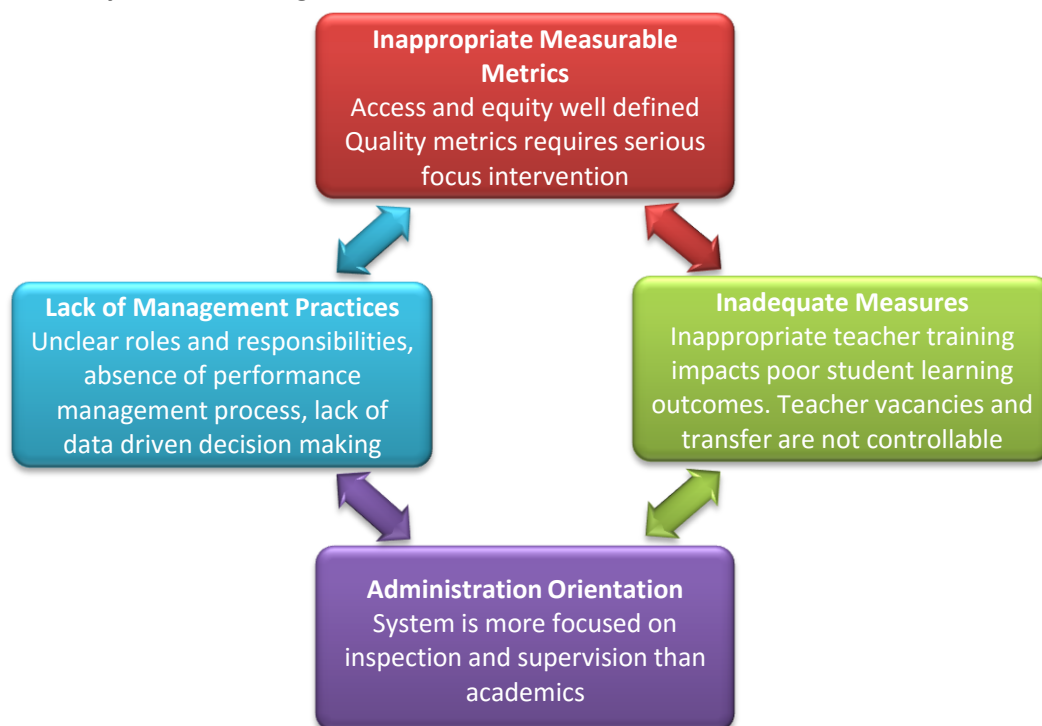 Inappropriate Measurable
Metrics
Access and equity well defined
Quality metrics requires serious
focus intervention
Lack of Management Practices
Unclear roles and responsibilities,
absence of performance
management process, lack of
data driven decision making
Inadequate Measures
Inappropriate teacher training
impacts poor student learning
outcomes. Teacher vacancies and
transfer are not controllable
Administration Orientation
System is more focused on
inspection and supervision than
academics